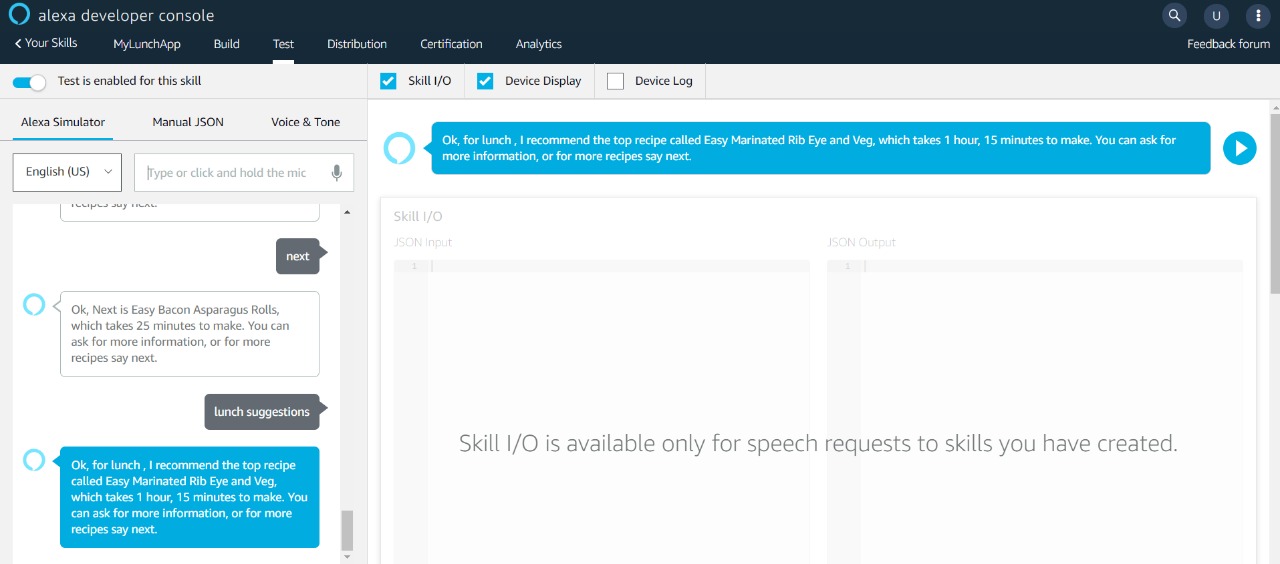 alexa developer console
U
Your Skills
MyLunchApp
Build
Test
Distribution
Certification
Analytics
Feedback forum
Test is enabled for this skill
Skill I/O
Device Display
Device Log
Alexa Simulator
Manual JSON
Voice & Tone
English (US)
Type or click and hold the mic
recipes say next.
next
Ok, Next is Easy Bacon Asparagus Rolls,
which takes 25 minutes to make. You can
ask for more information, or for more
recipes say next.
lunch suggestions
Ok, for lunch , I recommend the top recipe
called Easy Marinated Rib Eye and Veg,
which takes 1 hour, 15 minutes to make. You
can ask for more information, or for more
recipes say next.
Ok, for lunch , I recommend the top recipe called Easy Marinated Rib Eye and Veg, which takes 1 hour, 15 minutes to make. You can ask for
more information, or for more recipes say next.
Skill I/O
JSON Input
JSON Output
1
1
Skill I/O is available only for speech requests to skills you have created.